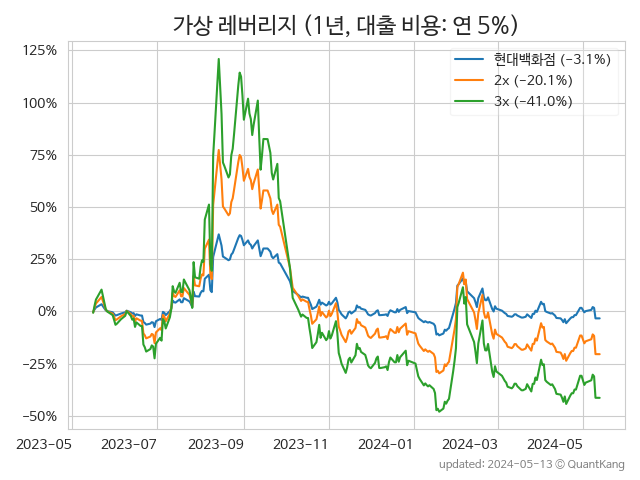 가상 레버리지 (1년, 대출 비용: 연 5%)
현대백화점 (−3.1%)
2x (−20.1%)
3x (−41.0%)
125%
100%
75%
50%
25%
0%
−25%
−50%
2023-05 2023-07 2023-09 2023-11 2024-01 2024-03 2024-05
updated: 2024-05-13 © QuantKang